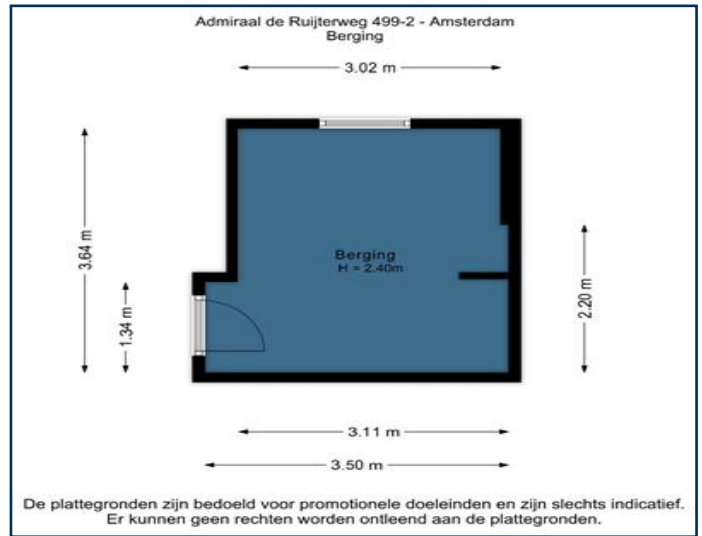 Admiraal de Ruijterweg 499-2 - Amsterdam
Berging
3.02 m
3.64 m
Berging
H = 2.40m
1.34 m
2.20 m
3.11 m
3.50 m
De plattegronden zijn bedoeld voor promotionele doeleinden en zijn slechts indicatief.
Er kunnen geen rechten worden ontleend aan de plattegronden.